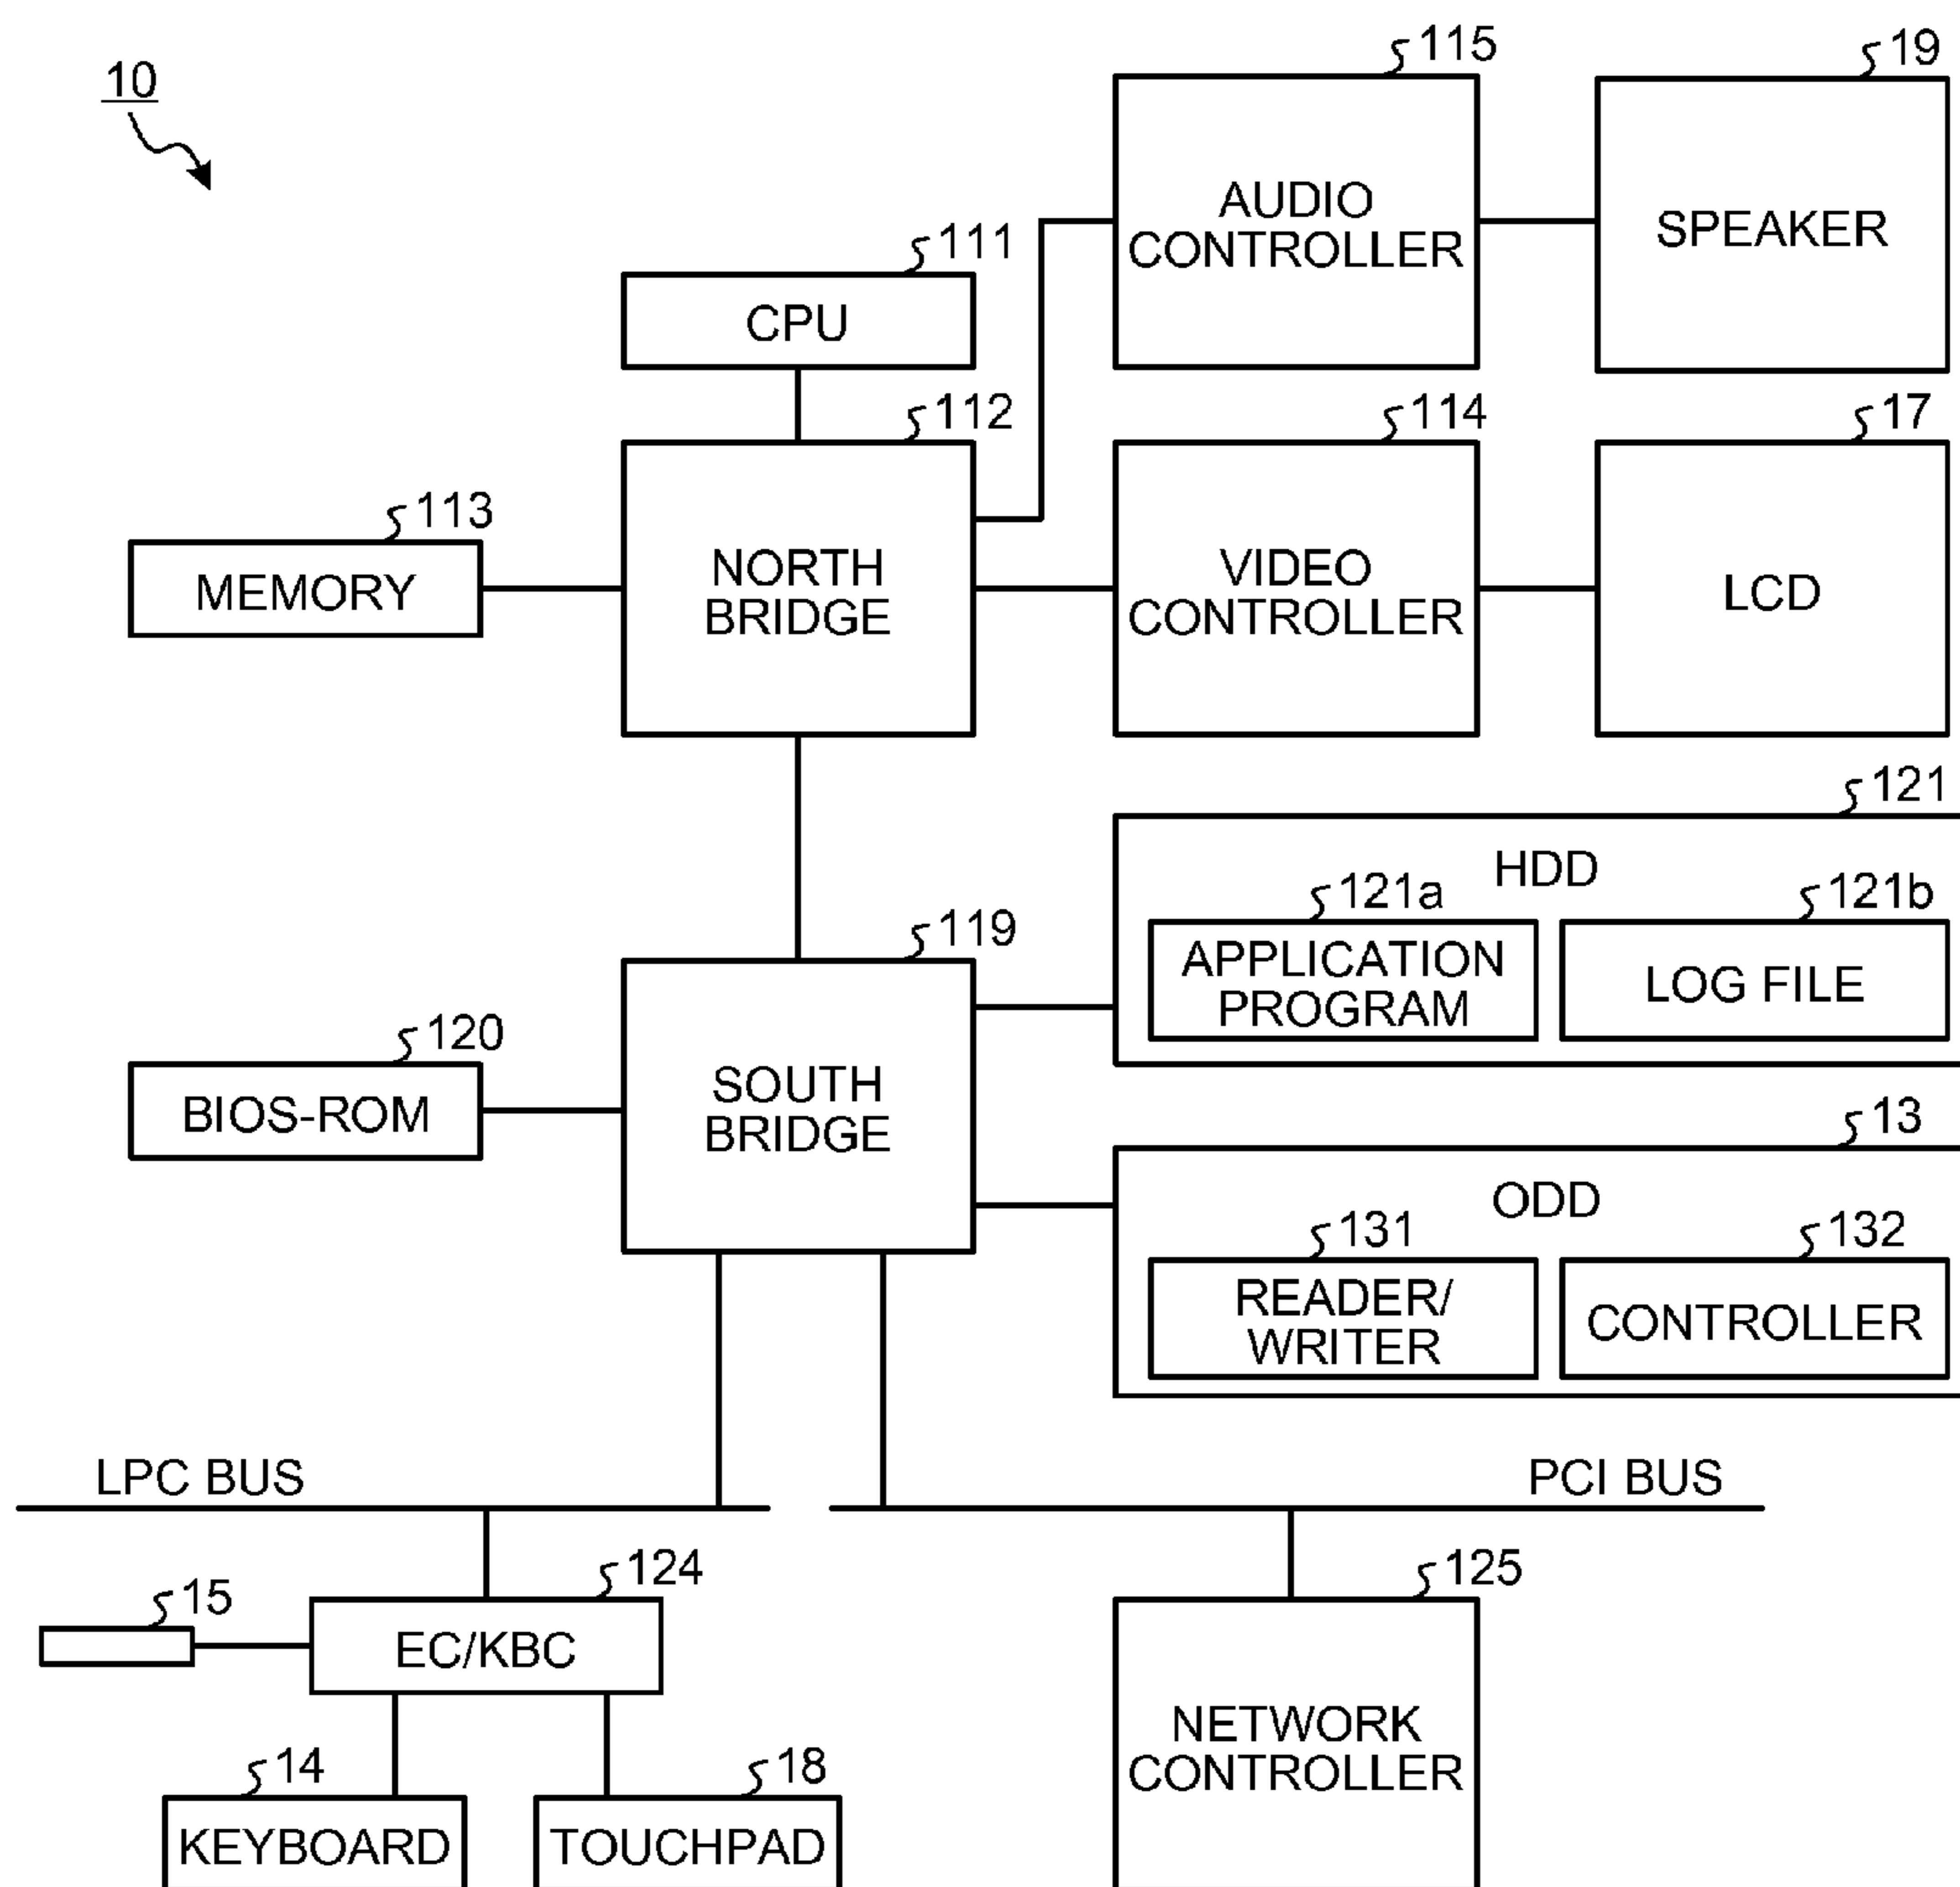 10
115
19
AUDIO
CONTROLLER
SPEAKER
111
CPU
112
114
17
113
MEMORY
NORTH
BRIDGE
VIDEO
CONTROLLER
LCD
121
HDD
121a
121b
APPLICATION
PROGRAM
LOG FILE
119
120
BIOS-ROM
SOUTH
BRIDGE
13
ODD
131
132
READER/
WRITER
CONTROLLER
LPC BUS
PCI BUS
15
124
EC/KBC
125
NETWORK
CONTROLLER
14
KEYBOARD
18
TOUCHPAD